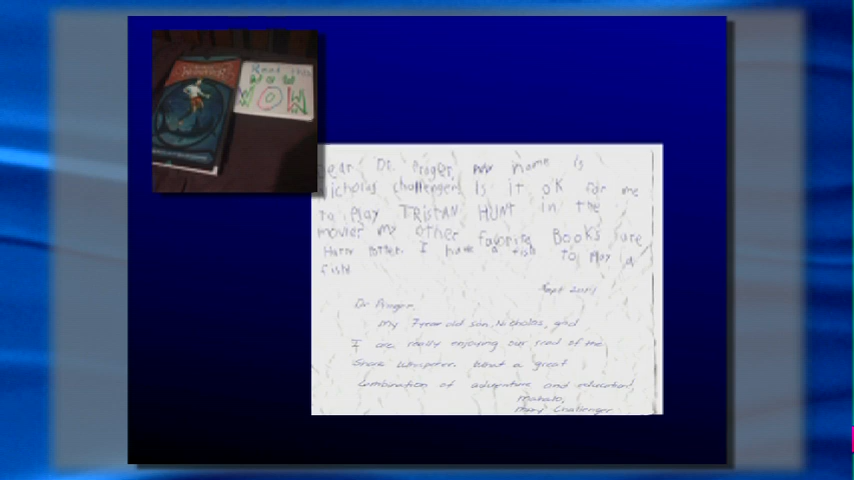 WOW
Dear Dr. Prager, my name is
Nicholas challenger Is it oK for me
to Play TRISTAN HUNT in the
movie? my other favorite BooKs are
Harry Potter. I have a fish to Play a
fish
Sept 2011
Dr Prager,
My 7 year old son, Nicholas, and
I are really enjoying our read of the
Shark Whisperer. What a great
combination of adventure and education,
Mahalo,
Mary Challenger